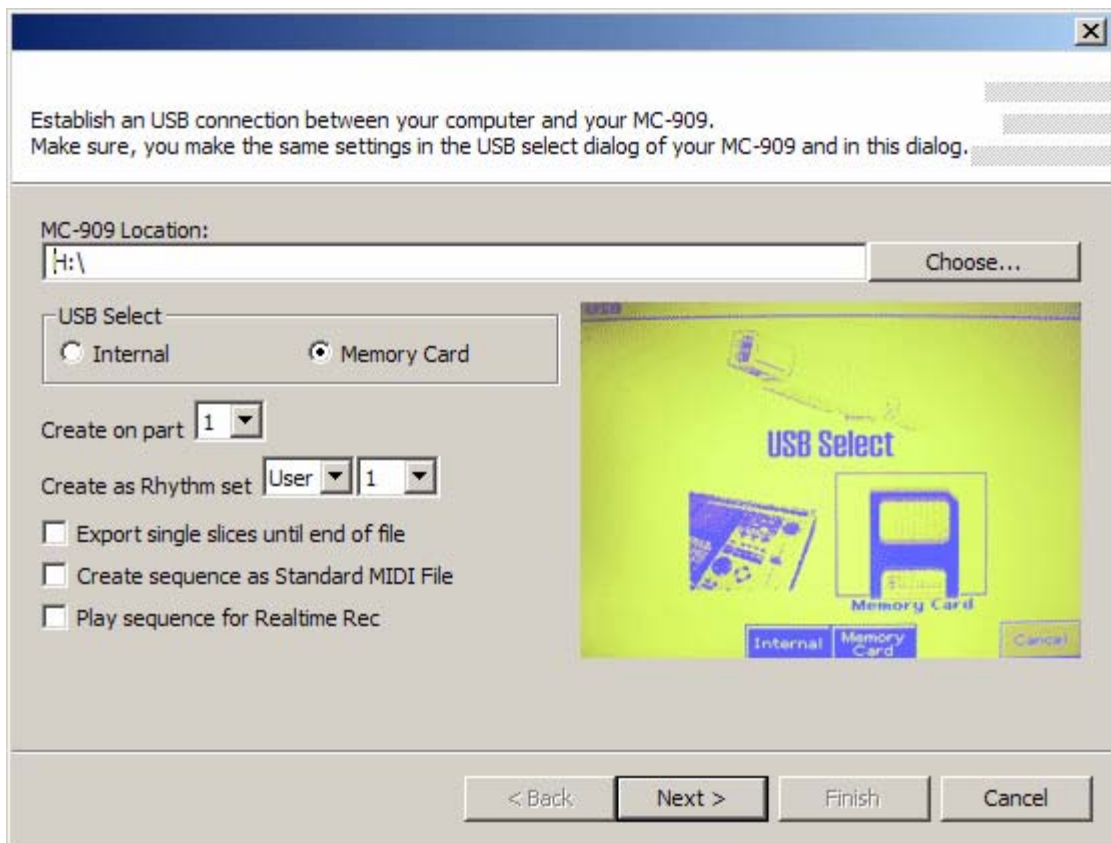 Establish an USB connection between your computer and your MC-909.
Make sure, you make the same settings in the USB select dialog of your MC-909 and in this dialog.
MC-909 Location:
H:\
Choose...
USB Select
Internal
Memory Card
Create on part 1
Create as Rhythm set User 1
Export single slices until end of file
Create sequence as Standard MIDI File
Play sequence for Realtime Rec
USB
USB Select
Memory Card
Internal
Memory
Card
Cancel
< Back
Next >
Finish
Cancel